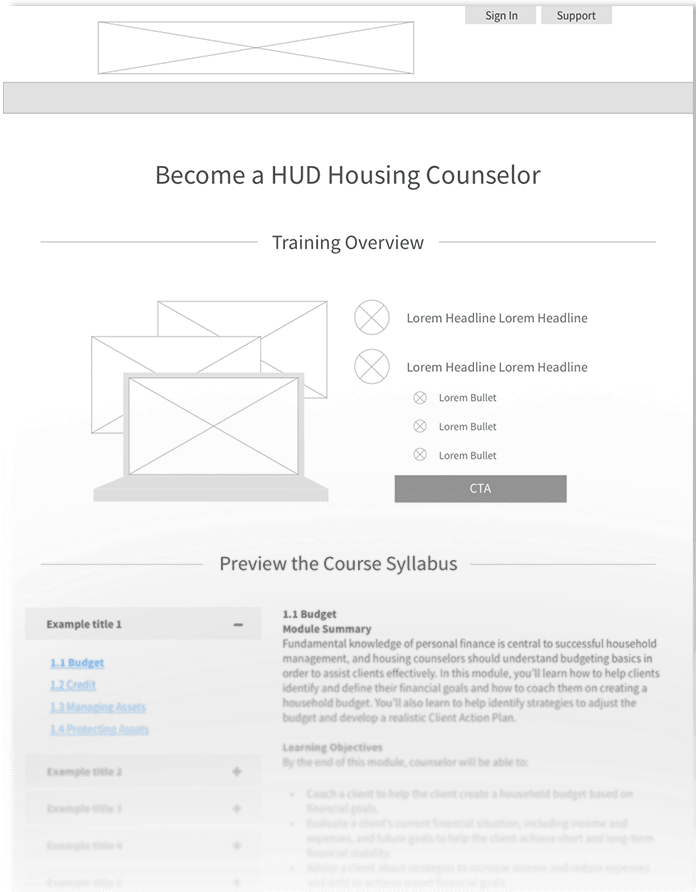 Sign In
Support
Become a HUD Housing Counselor
Training Overview
Lorem Headline Lorem Headline
Lorem Headline Lorem Headline
Lorem Bullet
Lorem Bullet
Lorem Bullet
CTA
Preview the Course Syllabus
Example title 1
1.1 Budget
1.2 Credit
1.3 Managing Assets
1.4 Protecting Assets
Example title 2
Example title 3
Example title 4
Example title 5
1.1 Budget
Module Summary
Fundamental knowledge of personal finance is central to successful household
management, and housing counselors should understand budgeting basics in
order to assist clients effectively. In this module, you'll learn how to help clients
identify and define their financial goals and how to coach them on creating a
household budget. You'll also learn to help identify strategies to adjust the
budget and develop a realistic Client Action Plan.
Learning Objectives
By the end of this module, counselor will be able to:
• Coach a client to help the client create a household budget based on
financial goals.
• Evaluate a client's current financial situation, including income and
expenses, and future goals to help the client achieve short and long-term
financial stability.
• Advise a client about strategies to increase income and reduce expenses
and debt to achieve stated financial goals.